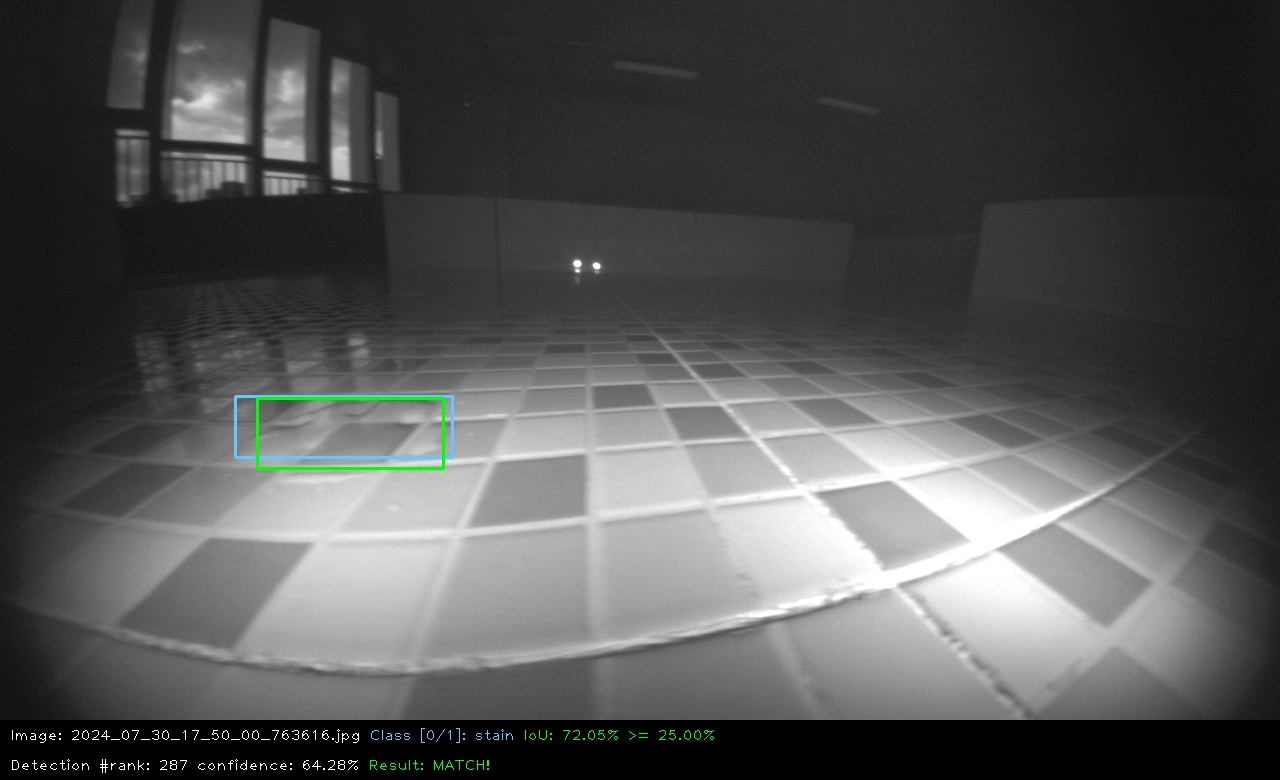 Image: 2024_07_30_17_50_00_763616.jpg Class [0/1]: stain IoU: 72.05% >= 25.00%
Detection #rank: 287 confidence: 64.28% Result: MATCH!